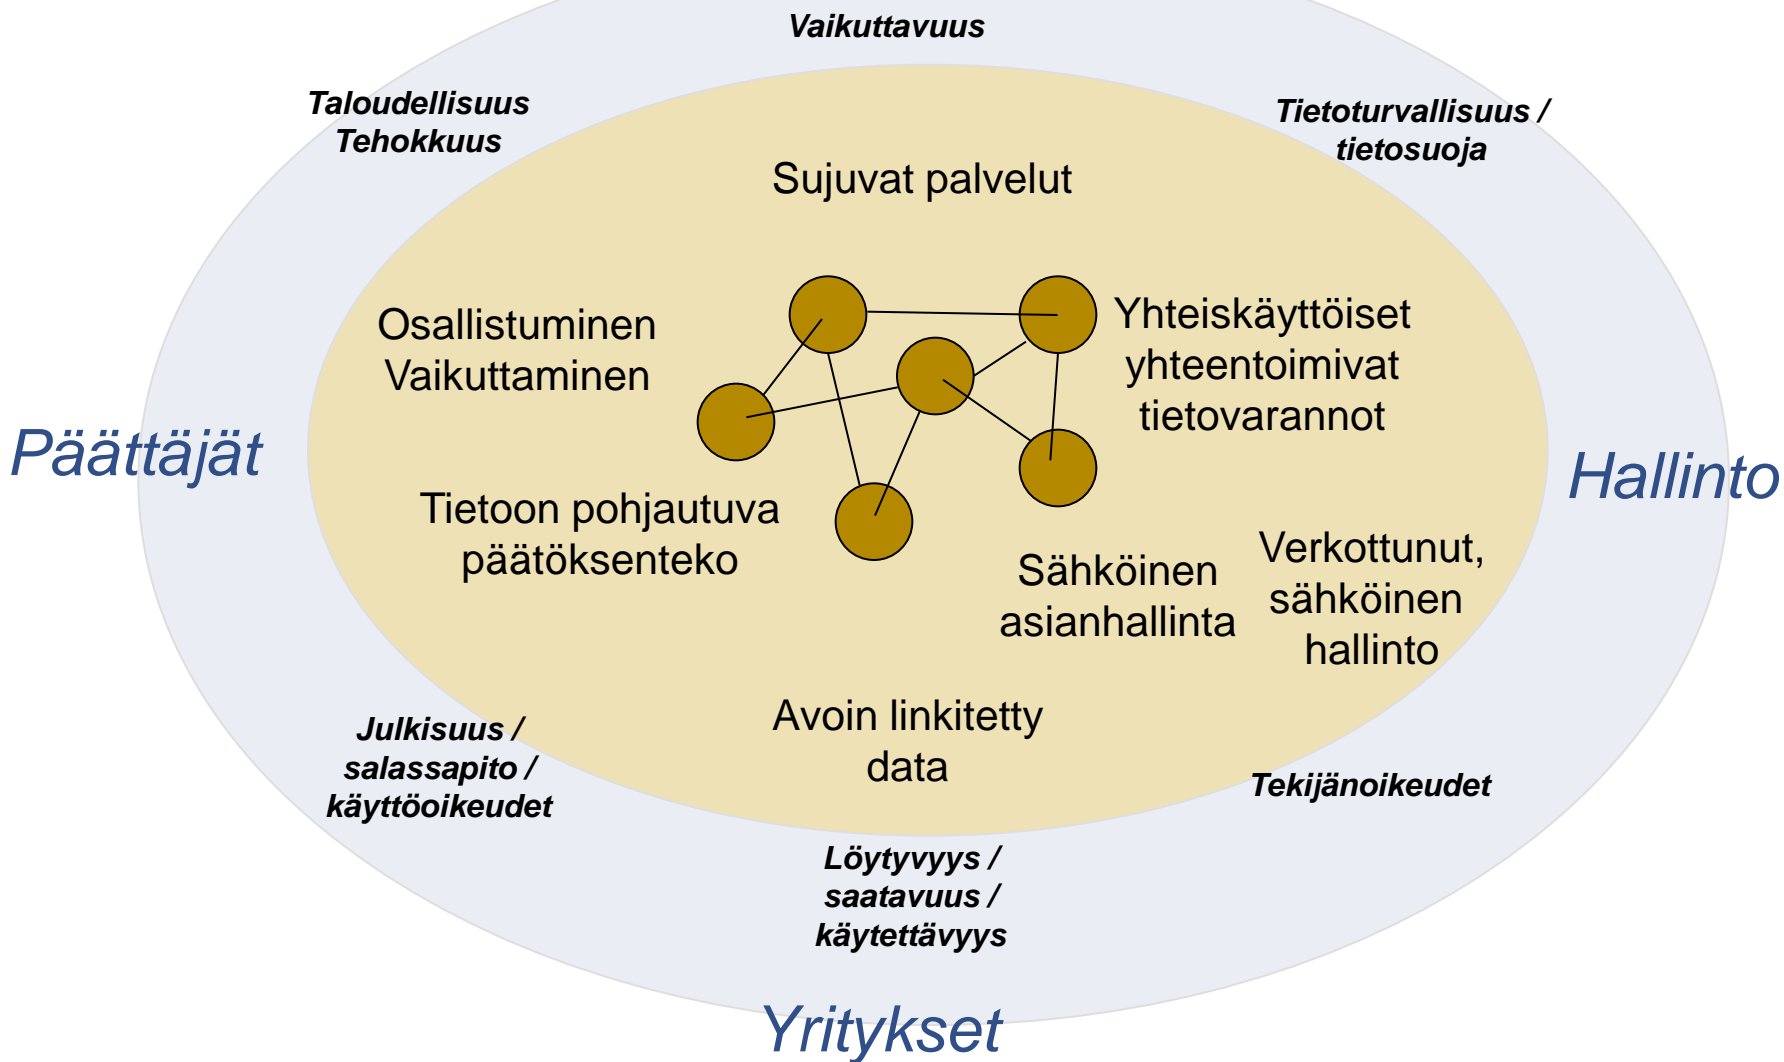 Vaikuttavuus
Taloudellisuus
Tehokkuus
Tietoturvallisuus /
tietosuoja
Sujuvat palvelut
Osallistuminen
Vaikuttaminen
Yhteiskäyttöiset
yhteentoimivat
tietovarannot
Päättäjät
Hallinto
Tietoon pohjautuva
päätöksenteko
Sähköinen
asianhallinta
Verkottunut,
sähköinen
hallinto
Avoin linkitetty
data
Julkisuus /
salassapito /
käyttöoikeudet
Tekijänoikeudet
Löytyvyys /
saatavuus /
käytettävyys
Yritykset